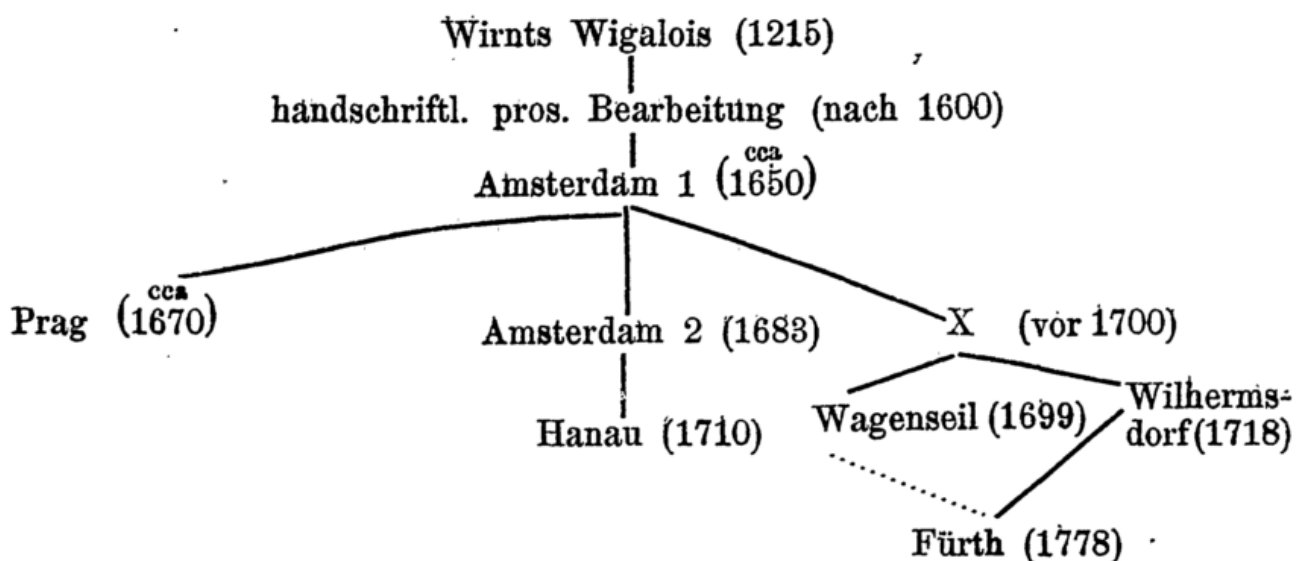 Wirnts Wigalois (1215)
handschriftl. pros. Bearbeitung (nach 1600)
cca
Amsterdam 1 (1650)
cca
Prag (1670)
Amsterdam 2 (1683)
X (vor 1700)
Hanau (1710)
Wagenseil (1699)
Wilherms-
dorf (1718)
Fürth (1778)